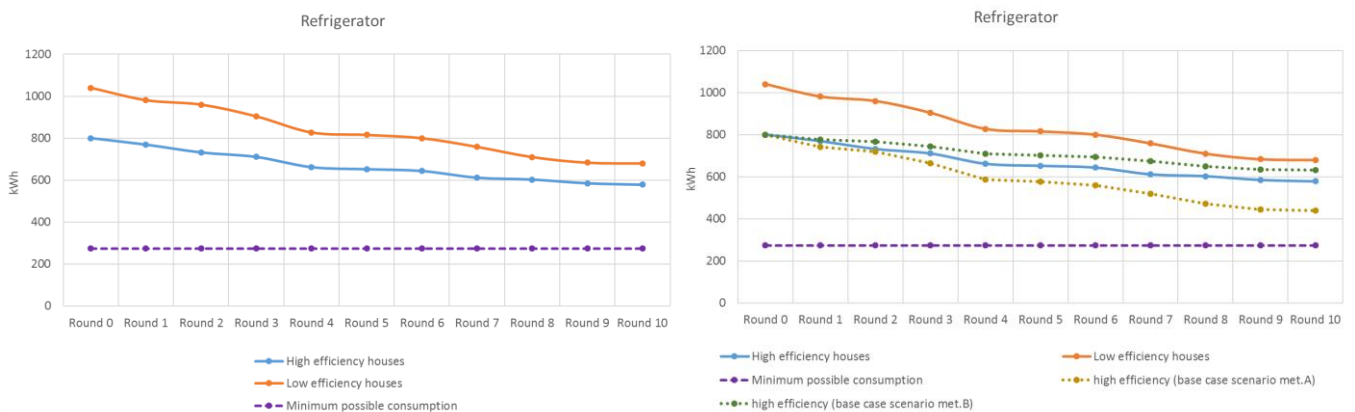 Refrigerator
1200
1000
800
600
400
200
0
kWh
Round 0 Round 1 Round 2 Round 3 Round 4 Round 5 Round 6 Round 7 Round 8 Round 9 Round 10
High efficiency houses
Low efficiency houses
Minimum possible consumption
Refrigerator
1200
1000
800
600
400
200
0
kWh
Round 0 Round 1 Round 2 Round 3 Round 4 Round 5 Round 6 Round 7 Round 8 Round 9 Round 10
High efficiency houses Low efficiency houses
Minimum possible consumption high efficiency (base case scenario met.A)
high efficiency (base case scenario met.B)